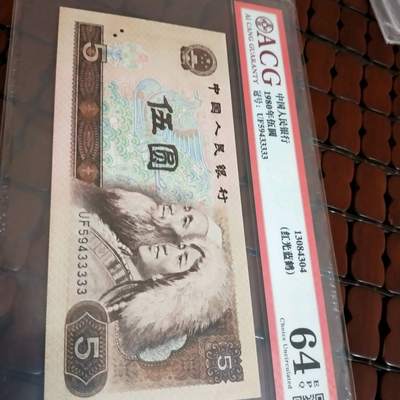 ACG
AI CANG GUARANTY
中国人民银行
1980年伍圆
冠号：UF59433333
13084304
(红光蓝鹤)
64
EPQ
Choice Uncirculated
中国人民银行
伍圆
5
UF59433333
5
5